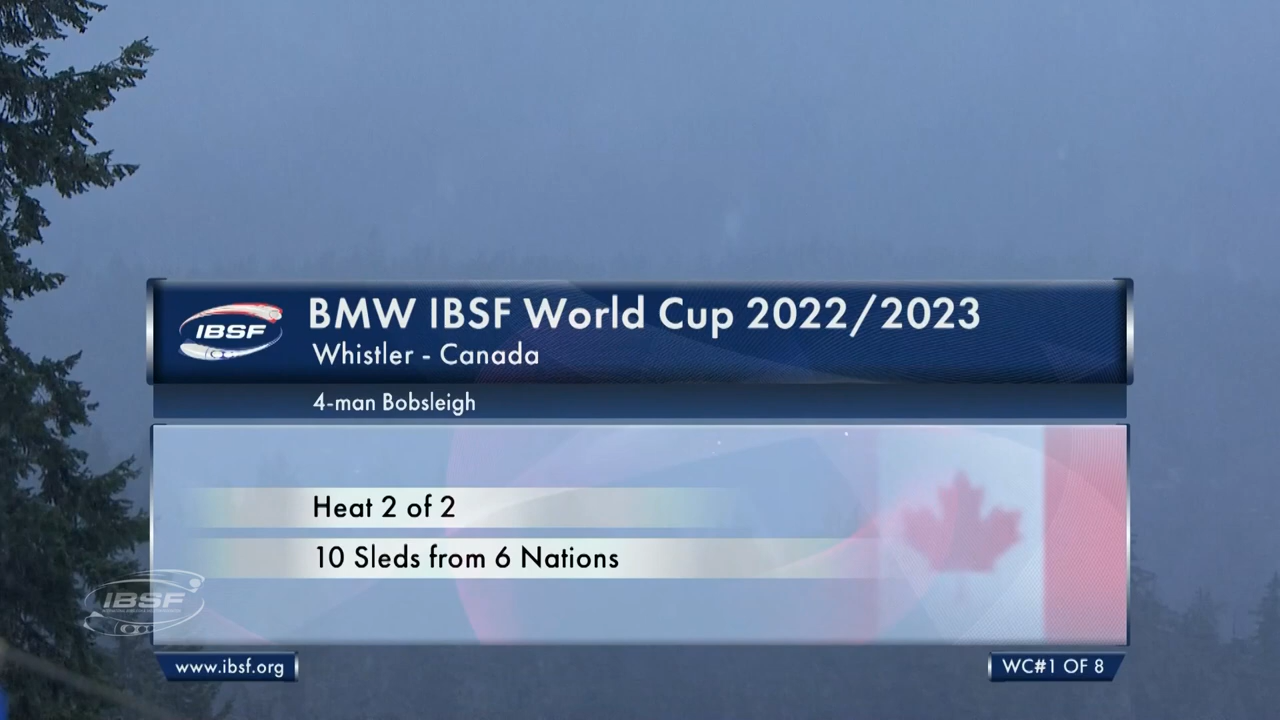 IBSF
BMW IBSF World Cup 2022/2023
Whistler - Canada
4-man Bobsleigh
Heat 2 of 2
10 Sleds from 6 Nations
IBSF
www.ibsf.org
WC#1 OF 8